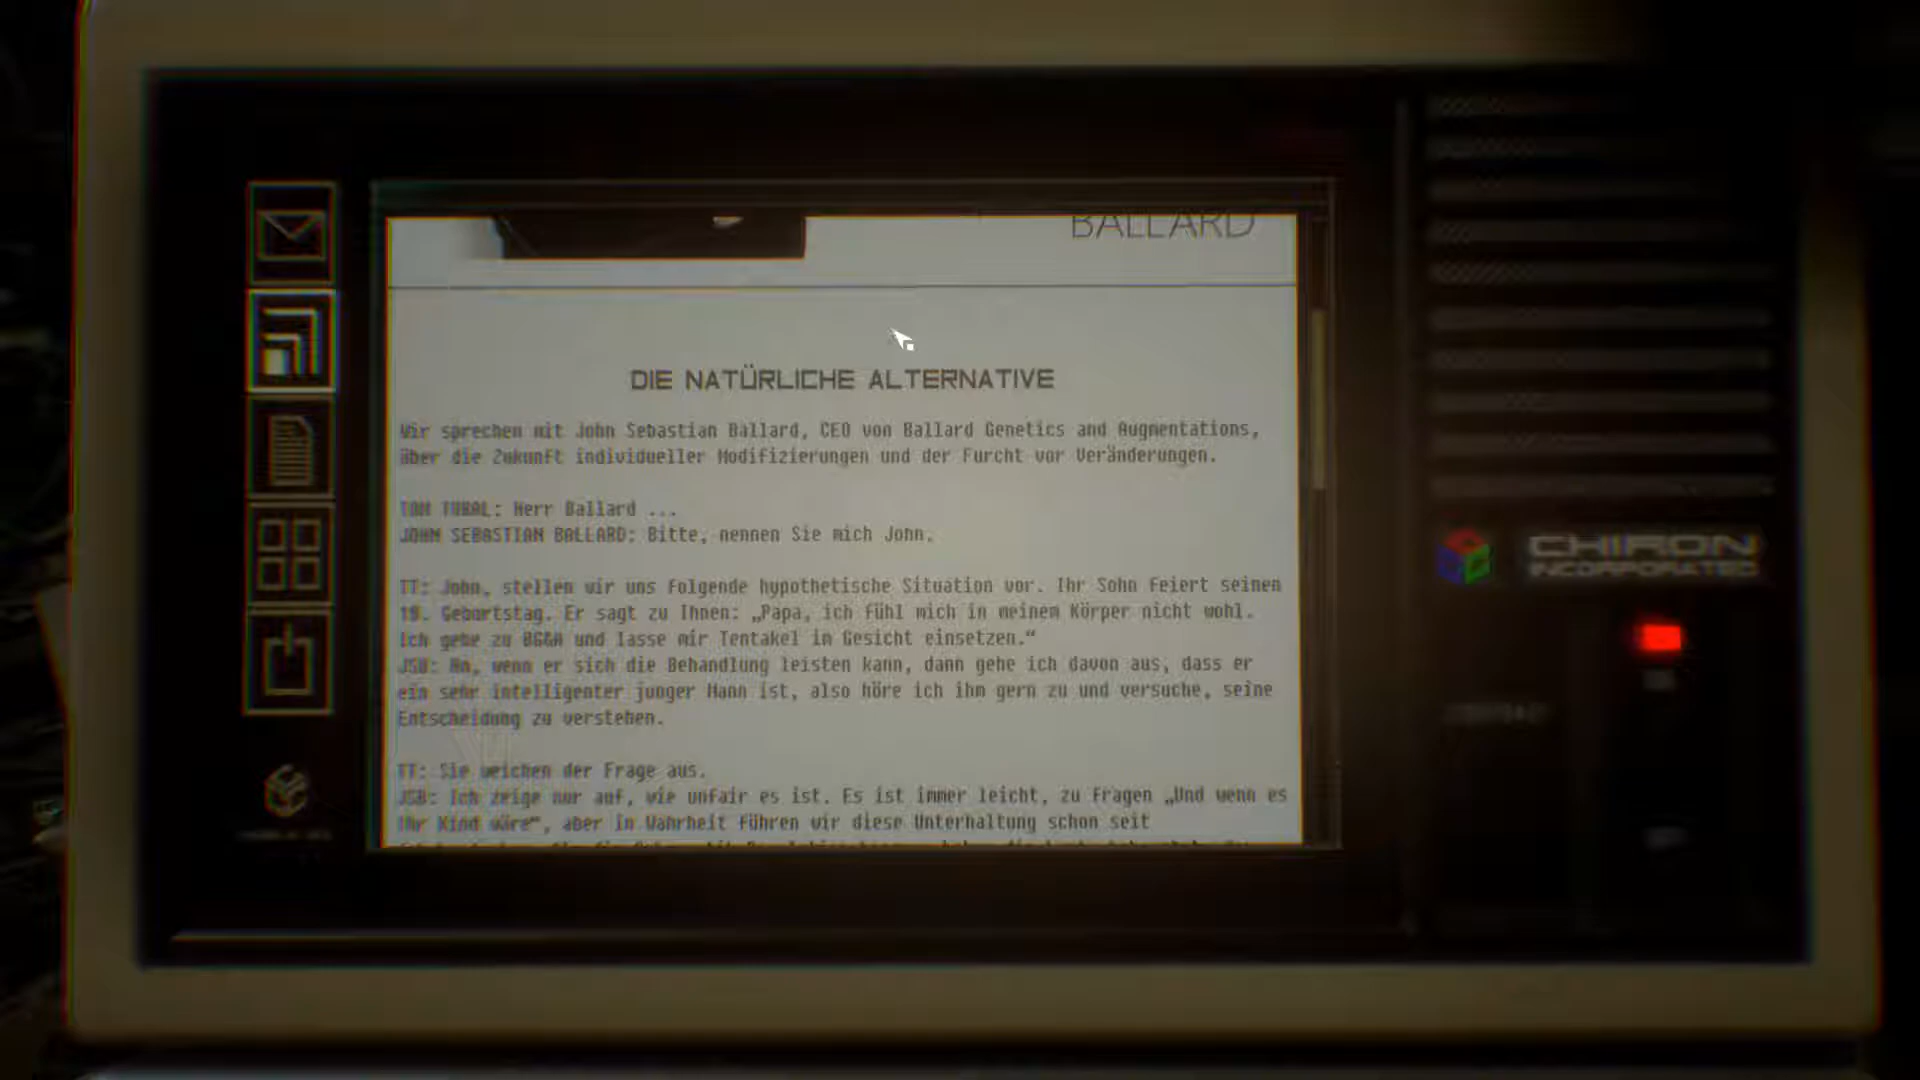 BALLARD
DIE NATÜRLICHE ALTERNATIVE
Wir sprechen mit John Sebastian Ballard, CEO von Ballard Genetics and Augmentations,
über die Zukunft individueller Modifizierungen und der Furcht vor Veränderungen.
TOM TUBAL: Herr Ballard ...
JOHN SEBASTIAN BALLARD: Bitte, nennen Sie mich John.
TT: John, stellen wir uns folgende hypothetische Situation vor. Ihr Sohn feiert seinen
Geburtstag. Er sagt zu Ihnen: „Papa, ich fühl mich in meinem Körper nicht wohl.
Ich gehe zu BG&A und lasse mir Tentakel im Gesicht einsetzen.“
JSB: Na, wenn er sich die Behandlung leisten kann, dann gehe ich davon aus, dass er
ein sehr intelligenter junger Mann ist, also höre ich ihm gern zu und versuche, seine
Entscheidung zu verstehen.
TT: Sie weichen der Frage aus.
JSB: Ich zeige nur auf, wie unfair es ist. Es ist immer leicht, zu fragen „Und wenn es
Ihr Kind wäre“, aber in Wahrheit führen wir diese Unterhaltung schon seit
CHIRON
INCORPORATED